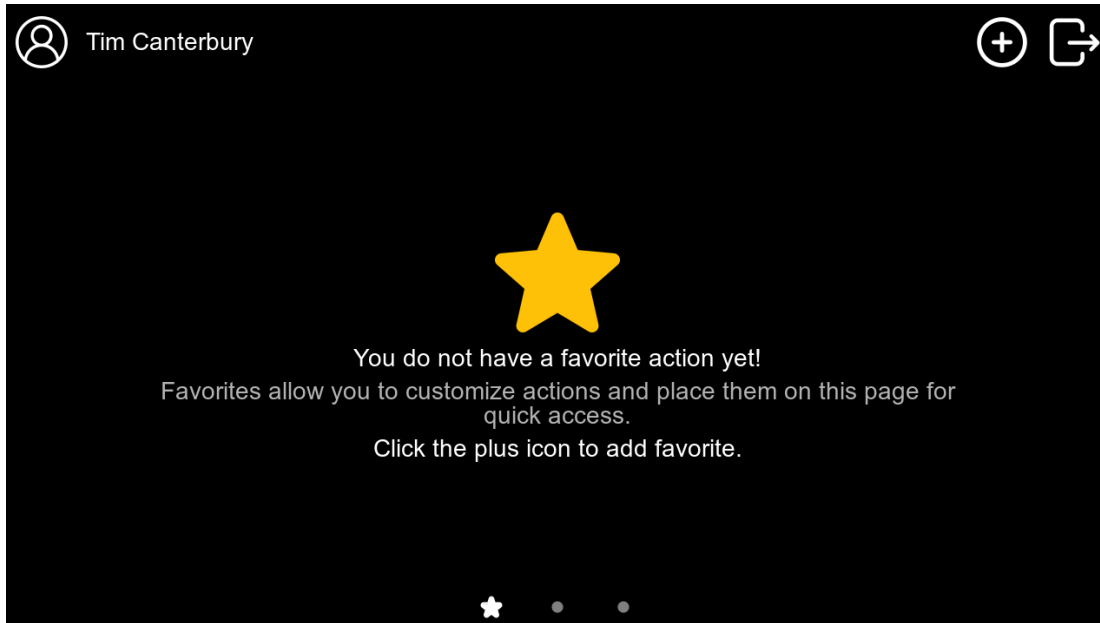 Tim Canterbury
You do not have a favorite action yet!
Favorites allow you to customize actions and place them on this page for
quick access.
Click the plus icon to add favorite.